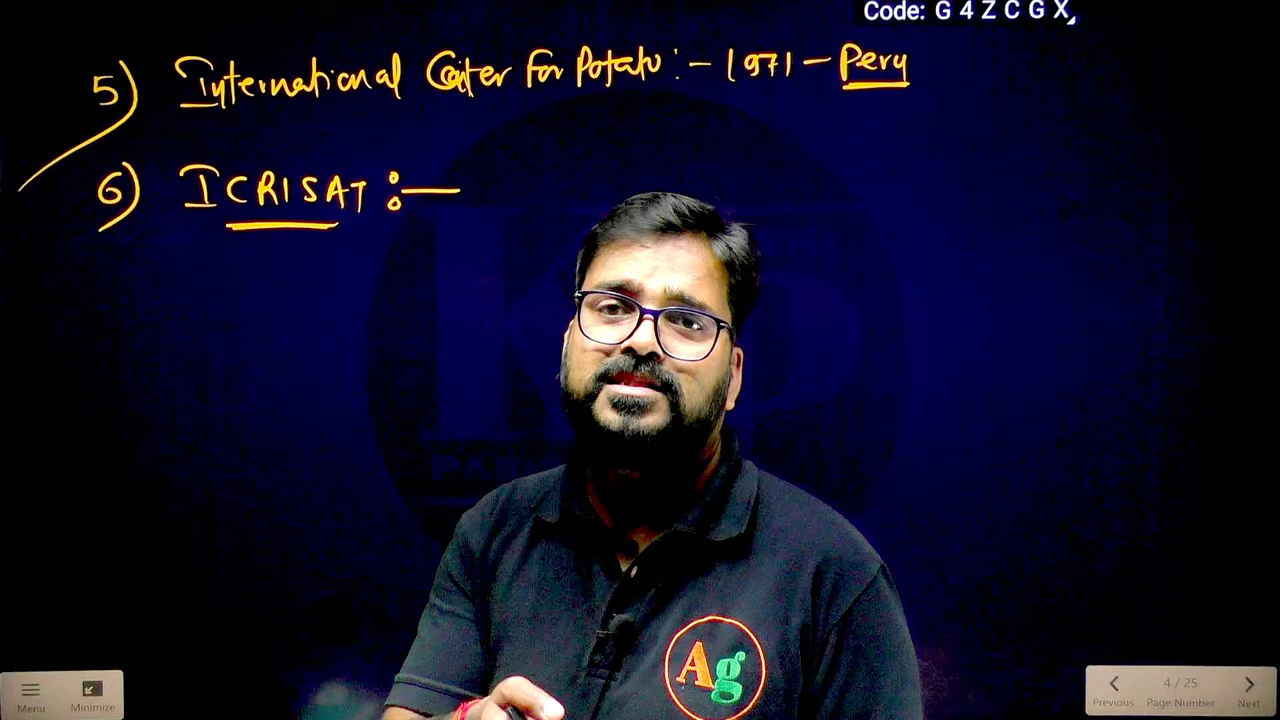 Code: G 4 Z C G X
5) International Center For Potato :- 1971 - Peru
6) ICRISAT :-
Ag
Menu
Minimize
4 / 25
Previous Page Number Next